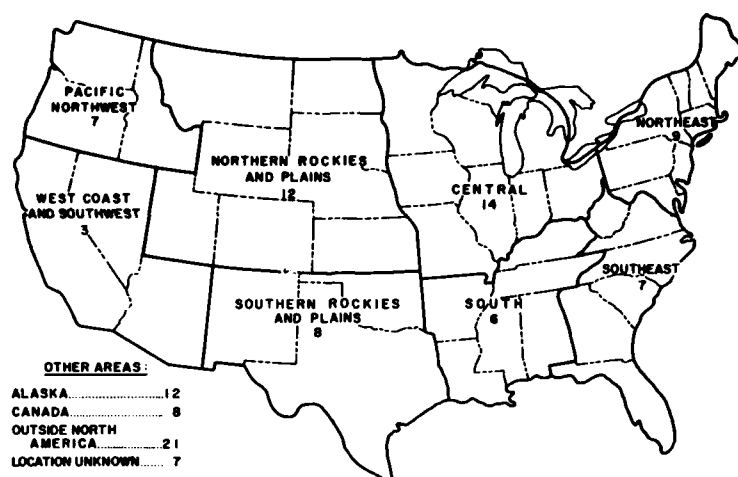 PACIFIC
NORTHWEST
7
NORTHERN ROCKIES
AND PLAINS
12
WEST COAST
AND SOUTHWEST
3
CENTRAL
14
NORTHEAST
9
SOUTHEAST
7
SOUTHERN ROCKIES
AND PLAINS
8
SOUTH
6
OTHER AREAS:
ALASKA..................12
CANADA..................8
OUTSIDE NORTH
AMERICA...............21
LOCATION UNKNOWN......7